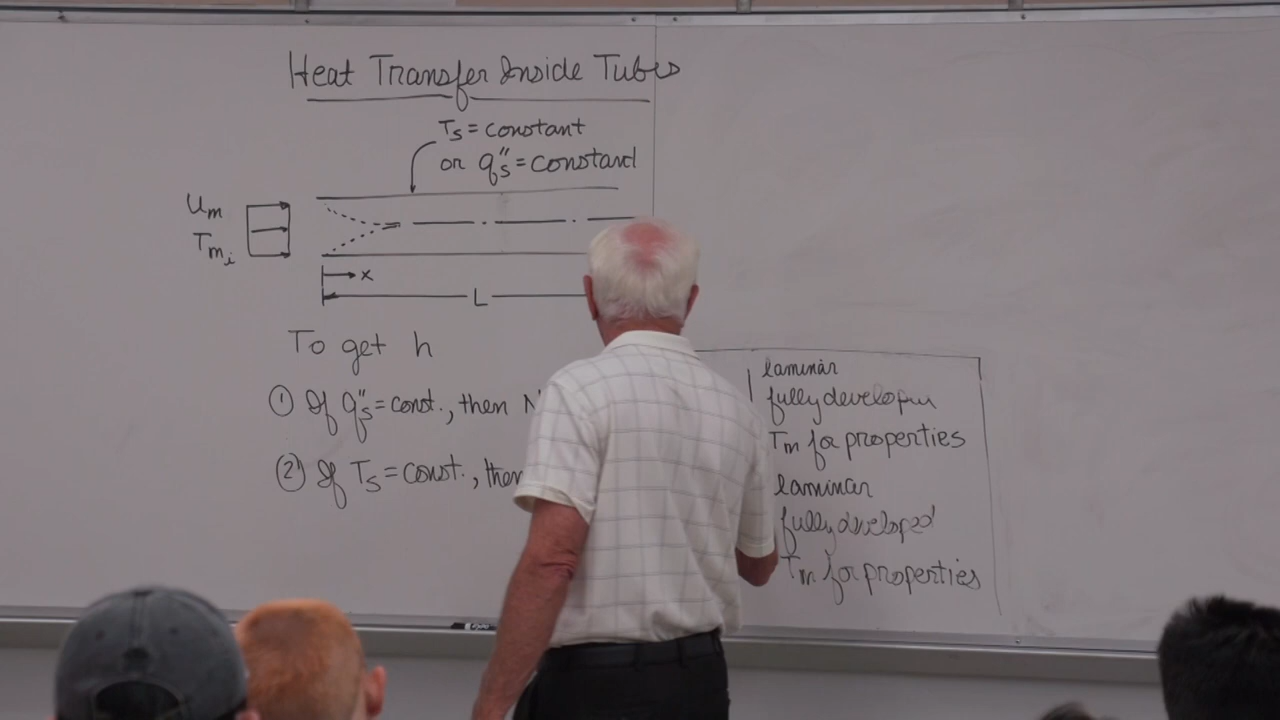 Heat Transfer Inside Tubes
Ts = constant
or q"s = constant
Um
Tmi
x
L
To get h
① If q"s = const., then N
② If Ts = const., then
laminar
fully developin
Tm for properties
laminar
fully developed
Tm for properties